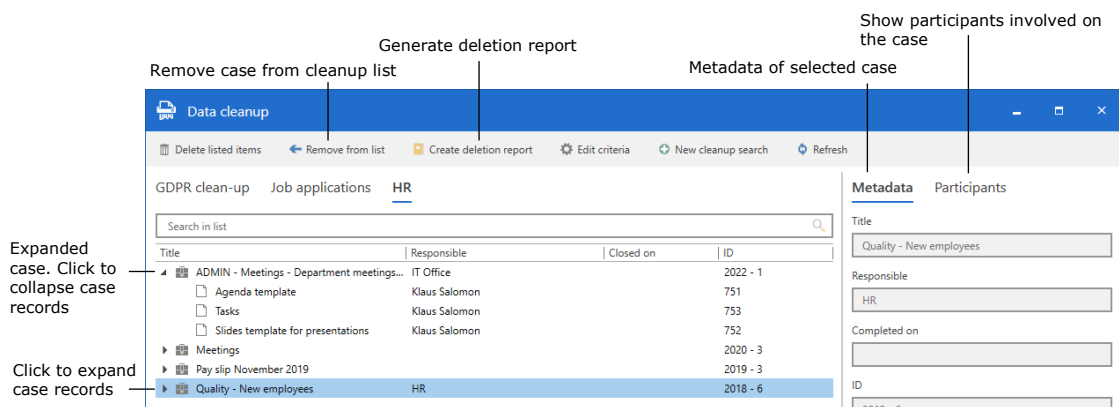 Show participants involved on
the case
Generate deletion report
Remove case from cleanup list
Metadata of selected case
Data cleanup
Delete listed items
Remove from list
Create deletion report
Edit criteria
New cleanup search
Refresh
GDPR clean-up
Job applications
HR
Metadata
Participants
Search in list
Title
Responsible
Closed on
ID
Expanded
case. Click to
collapse case
records
ADMIN - Meetings - Department meetings... IT Office 2022 - 1
Agenda template Klaus Salomon 751
Tasks Klaus Salomon 753
Slides template for presentations Klaus Salomon 752
Meetings 2020 - 3
Pay slip November 2019 2019 - 3
Click to expand
case records
Quality - New employees HR 2018 - 6
Title
Quality - New employees
Responsible
HR
Completed on
ID